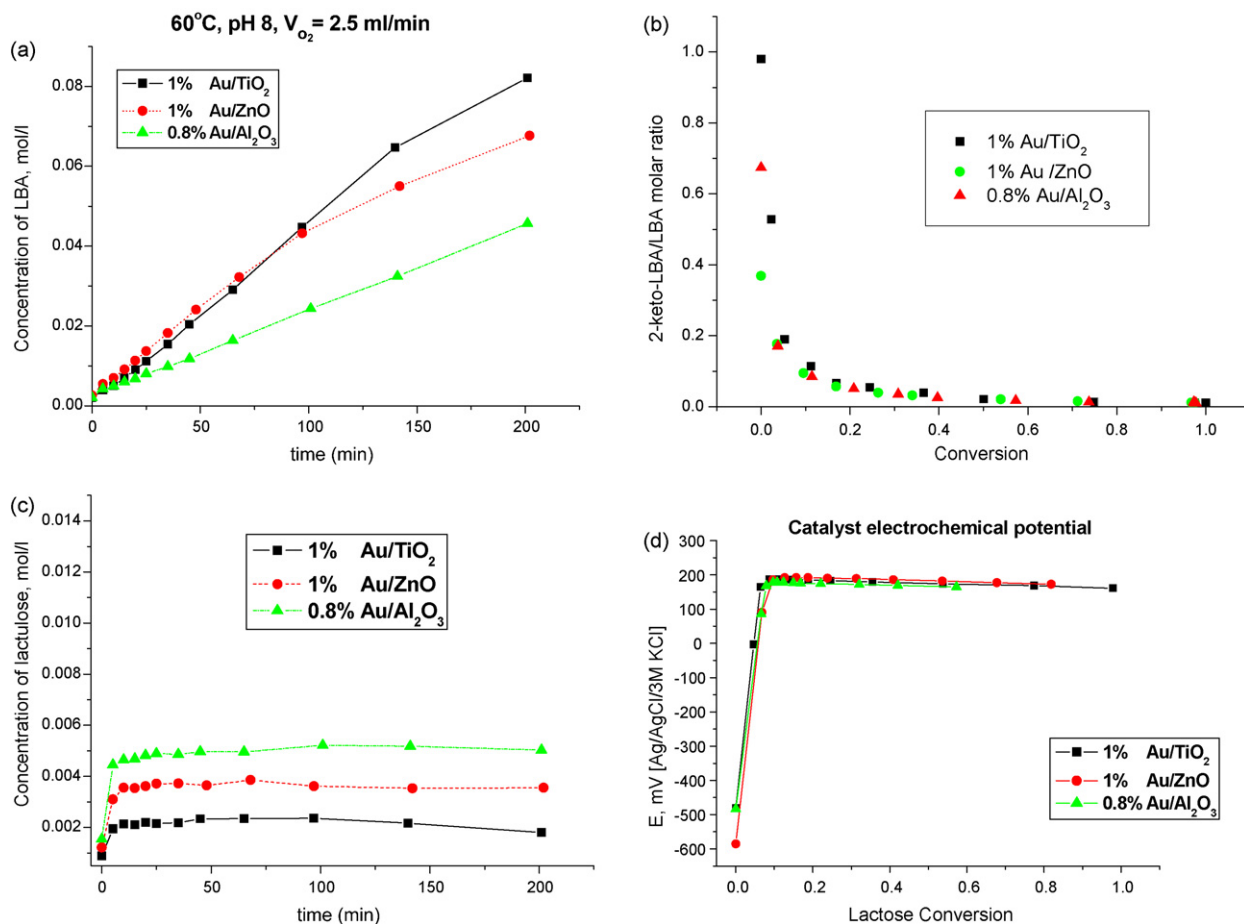 60°C, pH 8, V_O₂ = 2.5 ml/min
(a)
1% Au/TiO₂
1% Au/ZnO
0.8% Au/Al₂O₃
0.08
0.06
0.04
0.02
0.00
Concentration of LBA, mol/l
0 50 100 150 200
time (min)
(b)
1.0
0.8
0.6
0.4
0.2
0.0
2-keto-LBA/LBA molar ratio
1% Au/TiO₂
1% Au /ZnO
0.8% Au/Al₂O₃
0.0 0.2 0.4 0.6 0.8 1.0
Conversion
(c)
0.014
0.012
0.010
0.008
0.006
0.004
0.002
Concentration of lactulose, mol/l
1% Au/TiO₂
1% Au/ZnO
0.8% Au/Al₂O₃
0 50 100 150 200
time (min)
(d)
Catalyst electrochemical potential
300
200
100
0
-100
-200
-300
-400
-500
-600
E, mV [Ag/AgCl/3M KCl]
1% Au/TiO₂
1% Au/ZnO
0.8% Au/Al₂O₃
0.0 0.2 0.4 0.6 0.8 1.0
Lactose Conversion